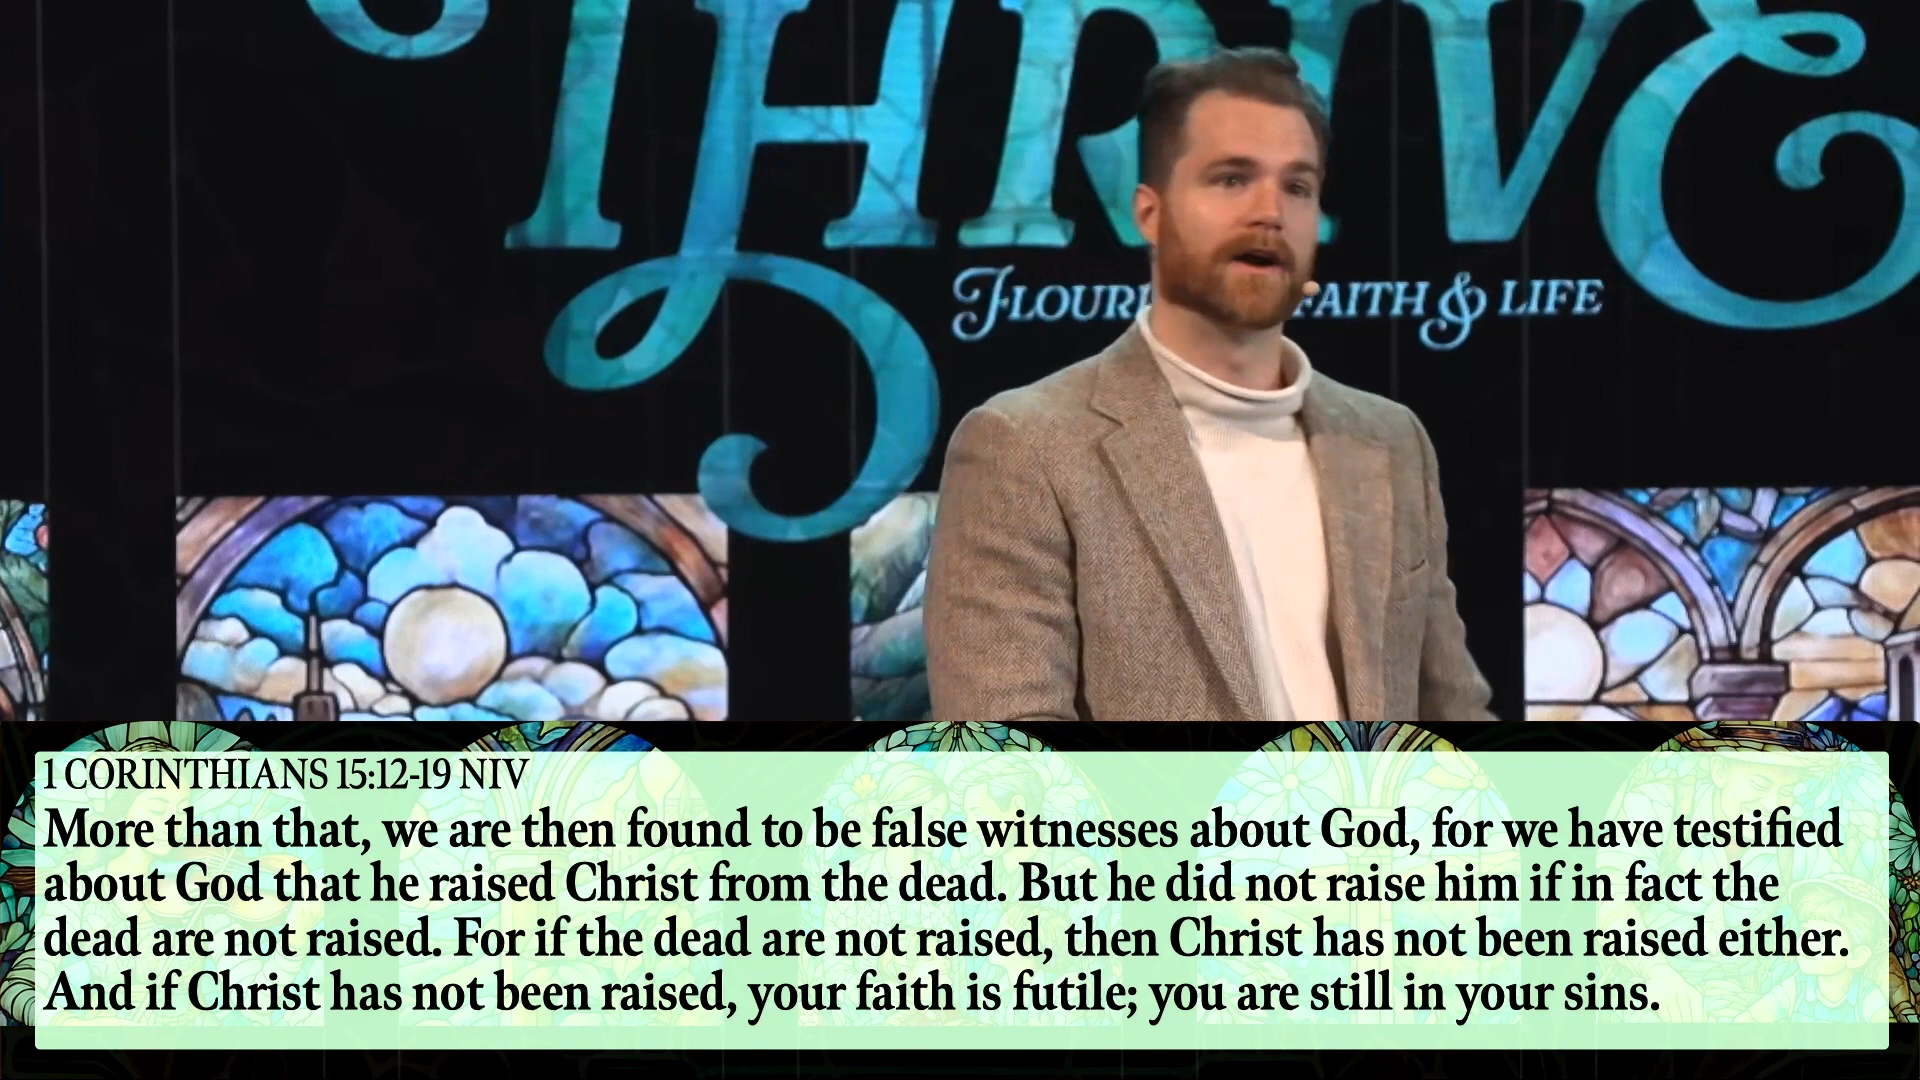 THRIVE
FLOURI FAITH & LIFE
1 CORINTHIANS 15:12-19 NIV
More than that, we are then found to be false witnesses about God, for we have testified
about God that he raised Christ from the dead. But he did not raise him if in fact the
dead are not raised. For if the dead are not raised, then Christ has not been raised either.
And if Christ has not been raised, your faith is futile; you are still in your sins.